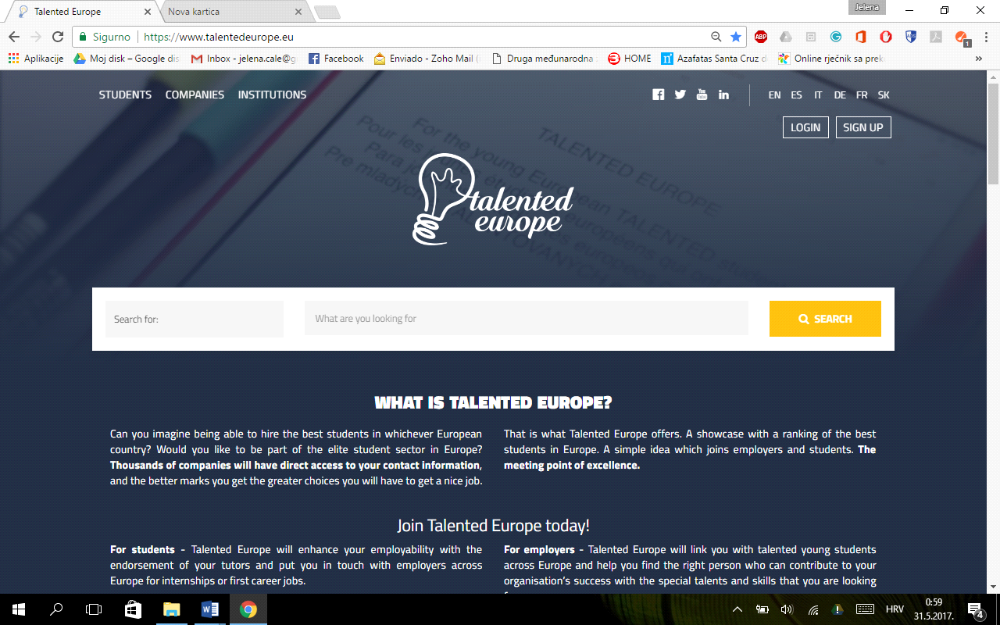 Talented Europe
Nova kartica
Jelena
Sigurno
https://www.talentedeurope.eu
ABP
1
Aplikacije
Moj disk – Google dis
Inbox - jelena.cale@g
Facebook
Enviado - Zoho Mail (
Druga međunarodna
HOME
Azafatas Santa Cruz d
Online rječnik sa prek
»
STUDENTS COMPANIES INSTITUTIONS
EN ES IT DE FR SK
LOGIN SIGN UP
TALENTED EUROPE
For the young European TALENTED stude
talented
europe
Search for:
What are you looking for
SEARCH
WHAT IS TALENTED EUROPE?
Can you imagine being able to hire the best students in whichever European
country? Would you like to be part of the elite student sector in Europe?
Thousands of companies will have direct access to your contact information,
and the better marks you get the greater choices you will have to get a nice job.
That is what Talented Europe offers. A showcase with a ranking of the best
students in Europe. A simple idea which joins employers and students. The
meeting point of excellence.
Join Talented Europe today!
For students - Talented Europe will enhance your employability with the
endorsement of your tutors and put you in touch with employers across
Europe for internships or first career jobs.
For employers - Talented Europe will link you with talented young students
across Europe and help you find the right person who can contribute to your
organisation's success with the special talents and skills that you are looking
HRV
0:59
31.5.2017.
4